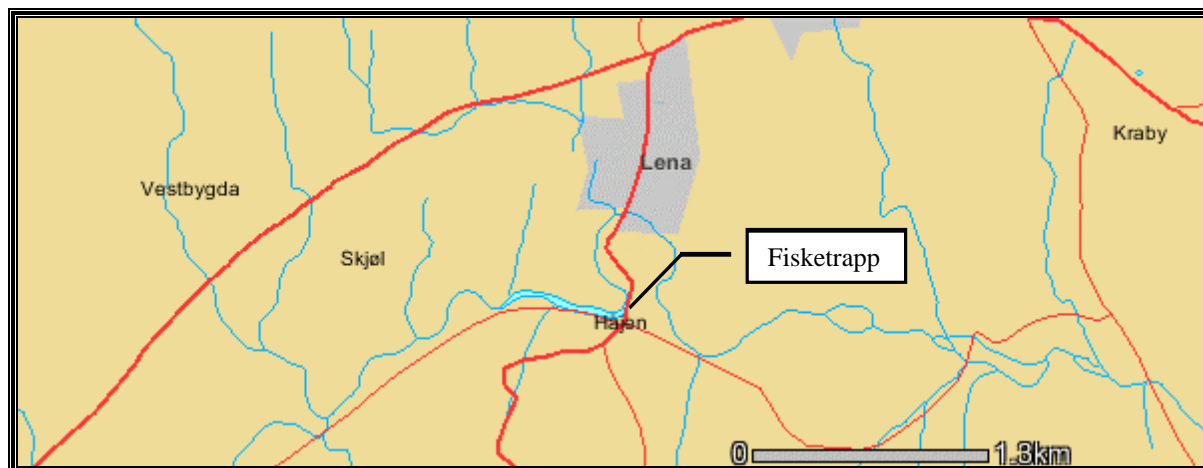 Kraby
Lena
Vestbygda
Skjøl
Fisketrapp
Hajen
0 1.3km